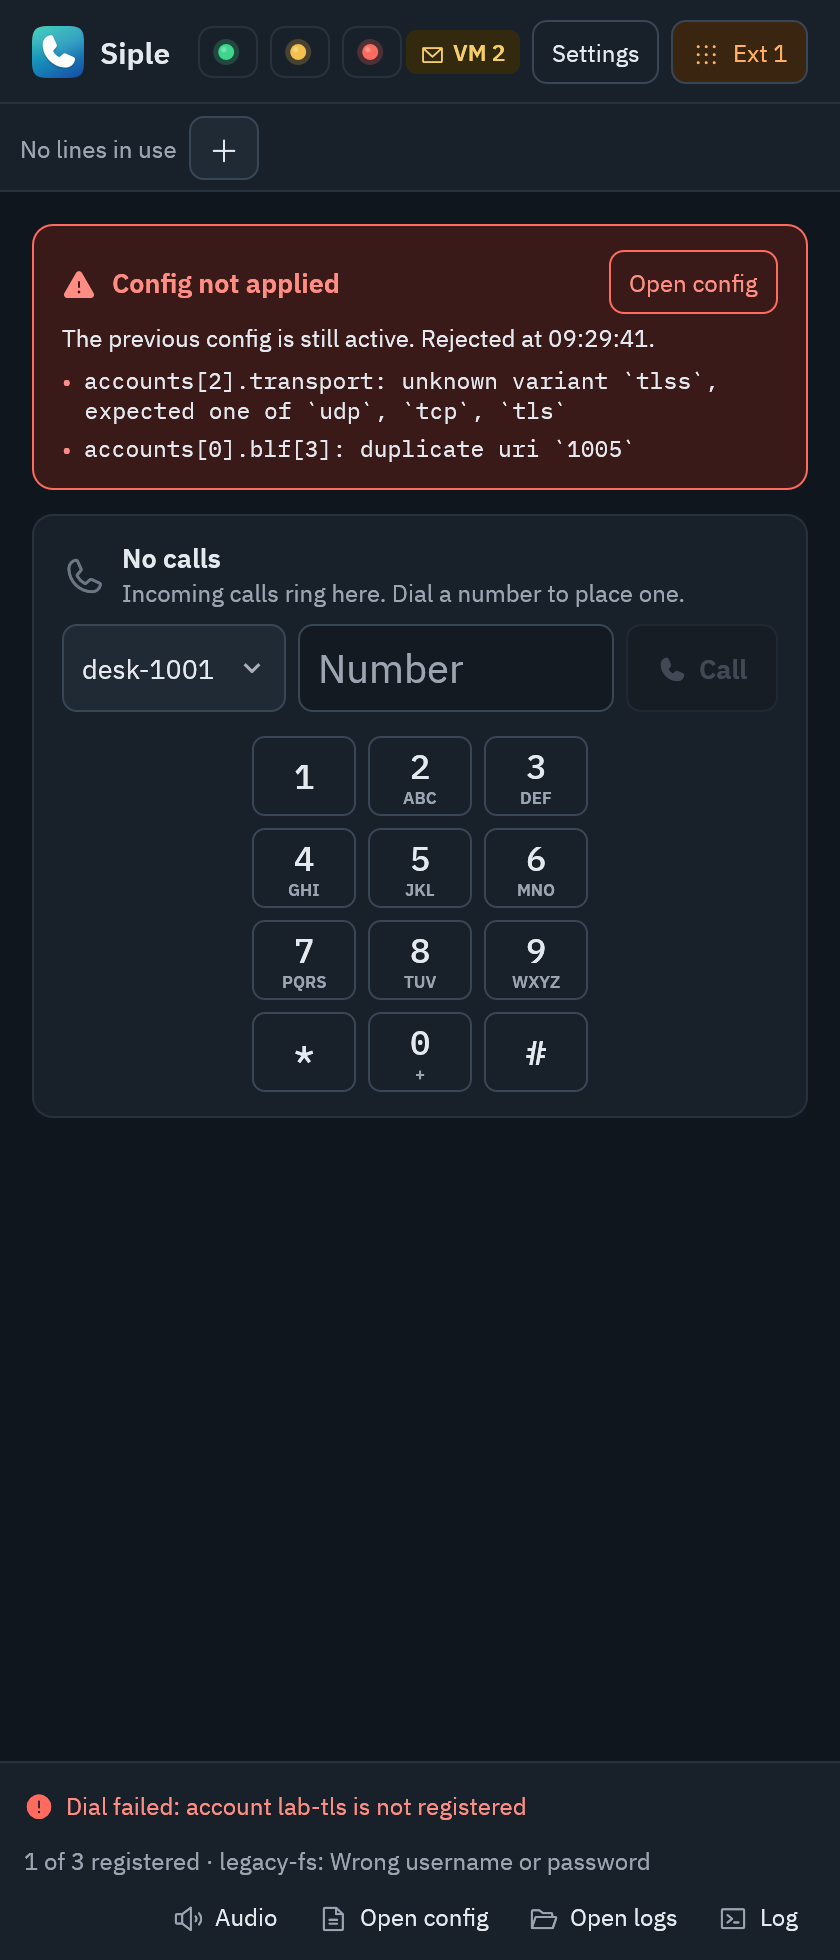 Siple
VM 2
Settings
Ext 1
No lines in use
Config not applied
Open config
The previous config is still active. Rejected at 09:29:41.
• accounts[2].transport: unknown variant `tlss`,
expected one of `udp`, `tcp`, `tls`
• accounts[0].blf[3]: duplicate uri `1005`
No calls
Incoming calls ring here. Dial a number to place one.
desk-1001
Number
Call
1
2
ABC
3
DEF
4
GHI
5
JKL
6
MNO
7
PQRS
8
TUV
9
WXYZ
*
0
+
#
Dial failed: account lab-tls is not registered
1 of 3 registered · legacy-fs: Wrong username or password
Audio
Open config
Open logs
Log